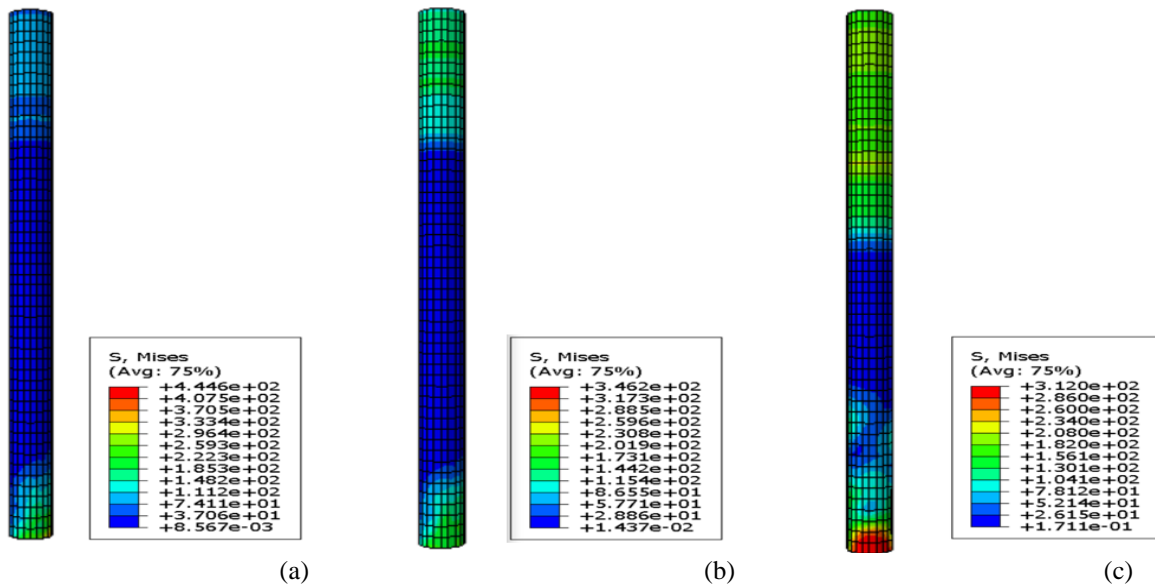 S, Mises
(Avg: 75%)
+4.446e+02
+4.075e+02
+3.705e+02
+3.334e+02
+2.964e+02
+2.593e+02
+2.223e+02
+1.853e+02
+1.482e+02
+1.112e+02
+7.411e+01
+3.706e+01
+8.567e-03
(a)
S, Mises
(Avg: 75%)
+3.462e+02
+3.173e+02
+2.885e+02
+2.596e+02
+2.308e+02
+2.019e+02
+1.731e+02
+1.442e+02
+1.154e+02
+8.655e+01
+5.771e+01
+2.886e+01
+1.437e-02
(b)
S, Mises
(Avg: 75%)
+3.120e+02
+2.860e+02
+2.600e+02
+2.340e+02
+2.080e+02
+1.820e+02
+1.561e+02
+1.301e+02
+1.041e+02
+7.812e+01
+5.214e+01
+2.615e+01
+1.711e-01
(c)